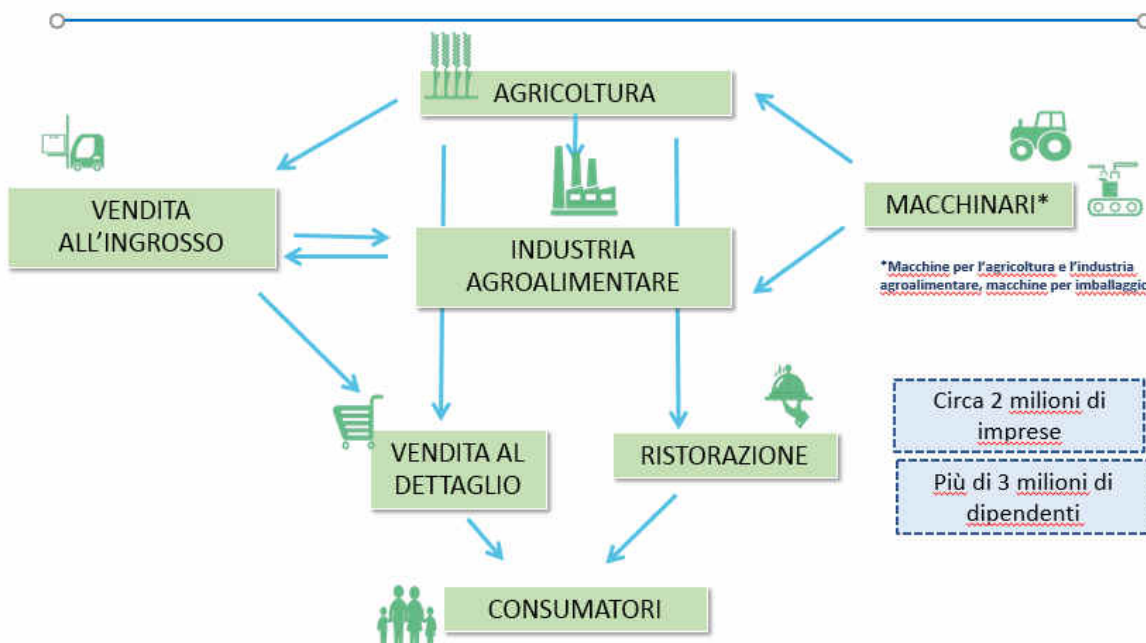 AGRICOLTURA
VENDITA
ALL'INGROSSO
MACCHINARI*
INDUSTRIA
AGROALIMENTARE
*Macchine per l'agricoltura e l'industria
agroalimentare, macchine per imballaggio
Circa 2 milioni di
imprese
VENDITA AL
DETTAGLIO
RISTORAZIONE
Più di 3 milioni di
dipendenti
CONSUMATORI